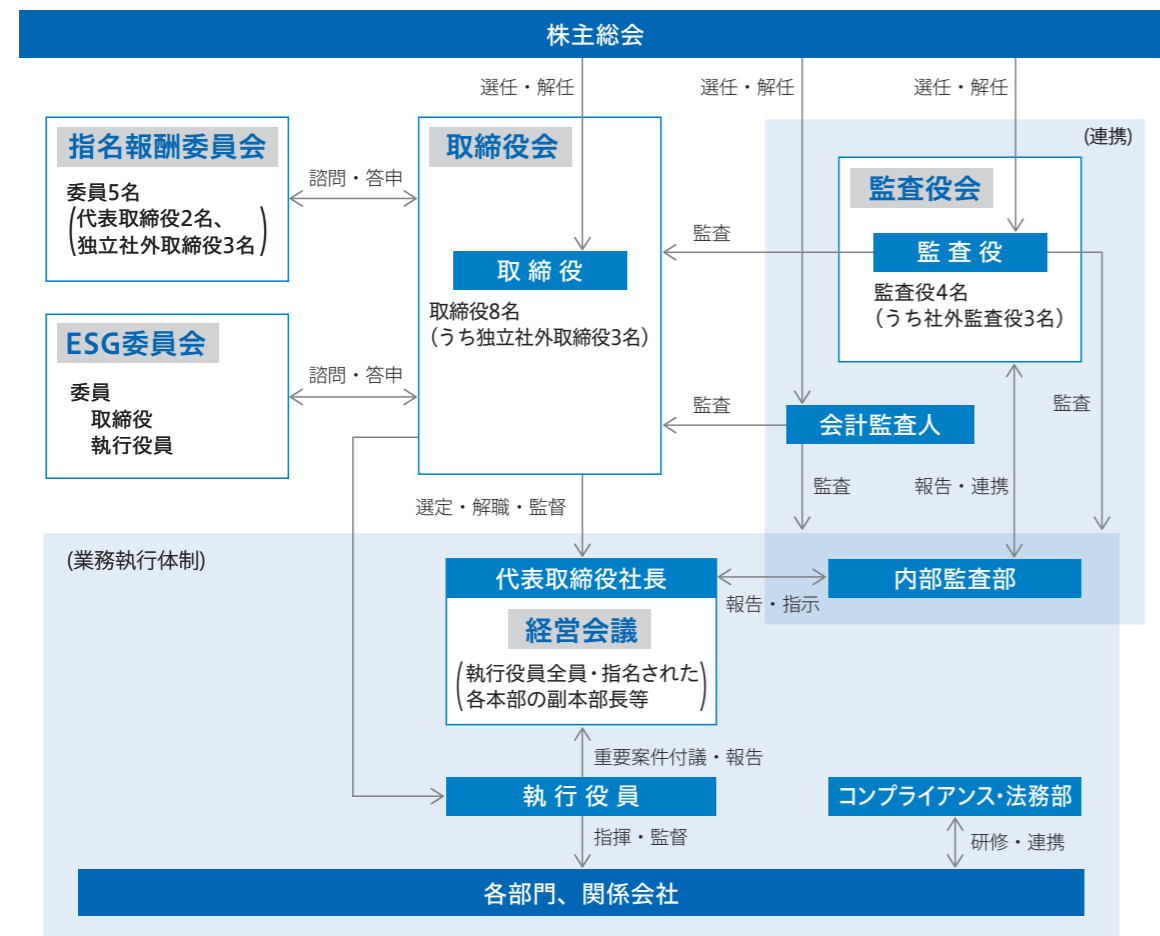 株主総会
選任・解任
選任・解任
選任・解任
指名報酬委員会
委員5名
(代表取締役2名、
独立社外取締役3名)
諮問・答申
取締役会
取締役
取締役8名
(うち独立社外取締役3名)
(連携)
監査役会
監査役
監査役4名
(うち社外監査役3名)
監査
ESG委員会
委員
取締役
執行役員
諮問・答申
監査
会計監査人
監査
監査
報告・連携
選定・解職・監督
(業務執行体制)
代表取締役社長
経営会議
(執行役員全員・指名された
各本部の副本部長等)
報告・指示
内部監査部
重要案件付議・報告
執行役員
コンプライアンス・法務部
指揮・監督
研修・連携
各部門、関係会社